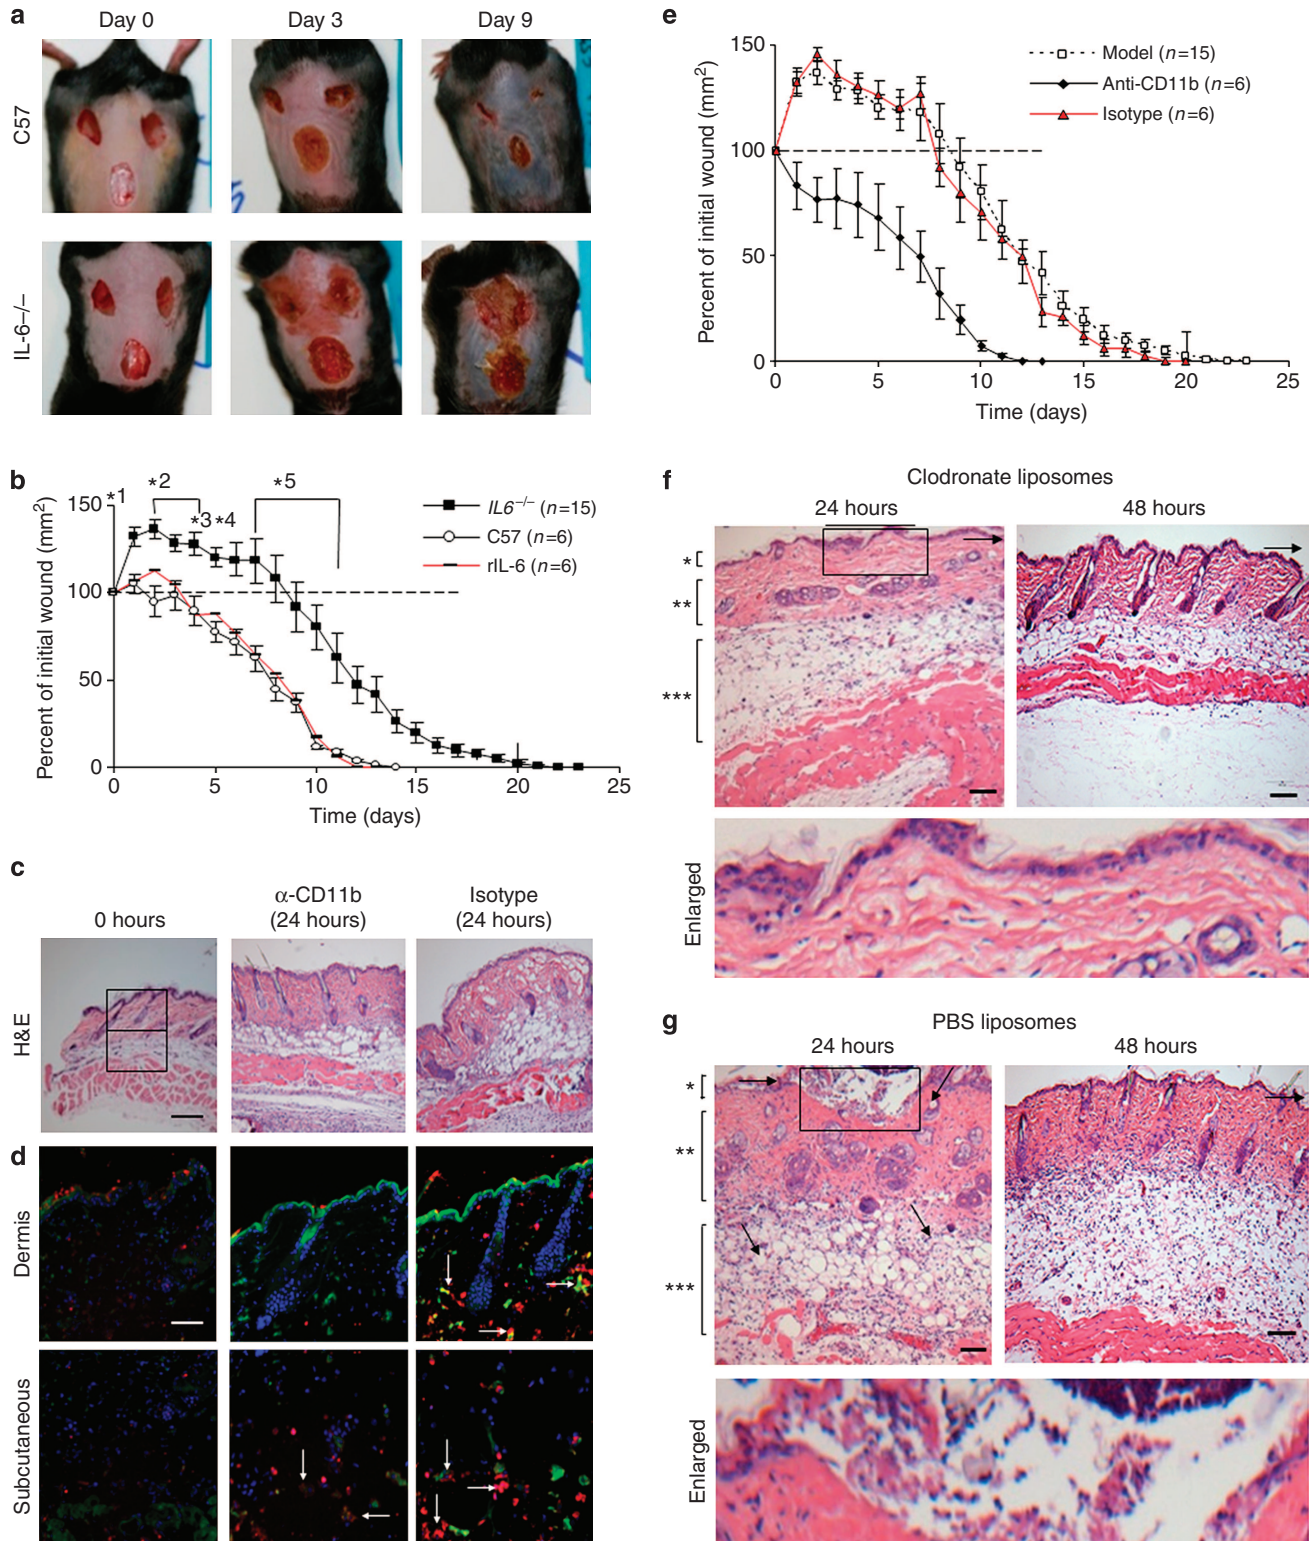 a
Day 0
Day 3
Day 9
C57
IL-6–/–
b
*1
*2
*3
*4
*5
Percent of initial wound (mm²)
150
100
50
0
0
5
10
15
20
25
Time (days)
IL6–/– (n=15)
C57 (n=6)
rIL-6 (n=6)
c
0 hours
α-CD11b
(24 hours)
Isotype
(24 hours)
H&E
d
Dermis
Subcutaneous
e
Percent of initial wound (mm²)
150
100
50
0
0
5
10
15
20
25
Time (days)
Model (n=15)
Anti-CD11b (n=6)
Isotype (n=6)
f
Clodronate liposomes
24 hours
48 hours
*
**
***
Enlarged
g
PBS liposomes
24 hours
48 hours
*
**
***
Enlarged